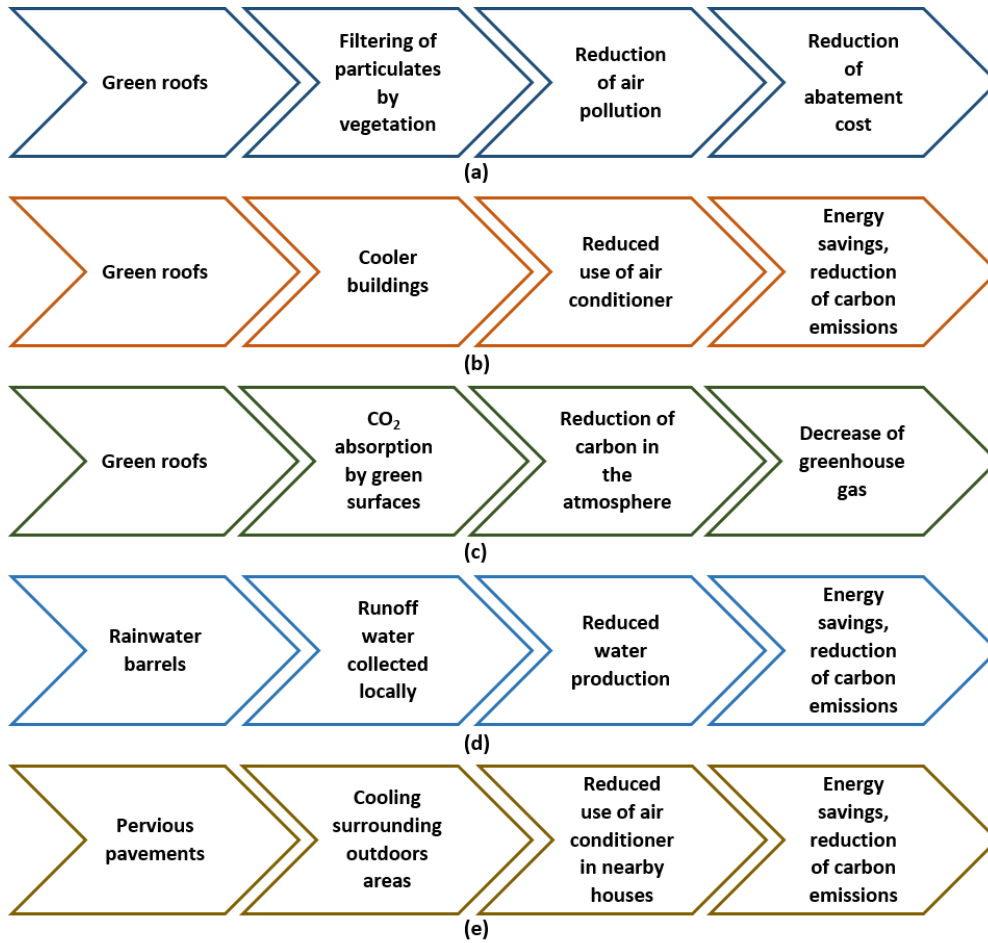 Green roofs
Filtering of
particulates
by
vegetation
Reduction
of air
pollution
Reduction
of
abatement
cost
(a)
Green roofs
Cooler
buildings
Reduced
use of air
conditioner
Energy
savings,
reduction
of carbon
emissions
(b)
Green roofs
CO₂
absorption
by green
surfaces
Reduction of
carbon in
the
atmosphere
Decrease of
greenhouse
gas
(c)
Rainwater
barrels
Runoff
water
collected
locally
Reduced
water
production
Energy
savings,
reduction
of carbon
emissions
(d)
Pervious
pavements
Cooling
surrounding
outdoors
areas
Reduced
use of air
conditioner
in nearby
houses
Energy
savings,
reduction
of carbon
emissions
(e)